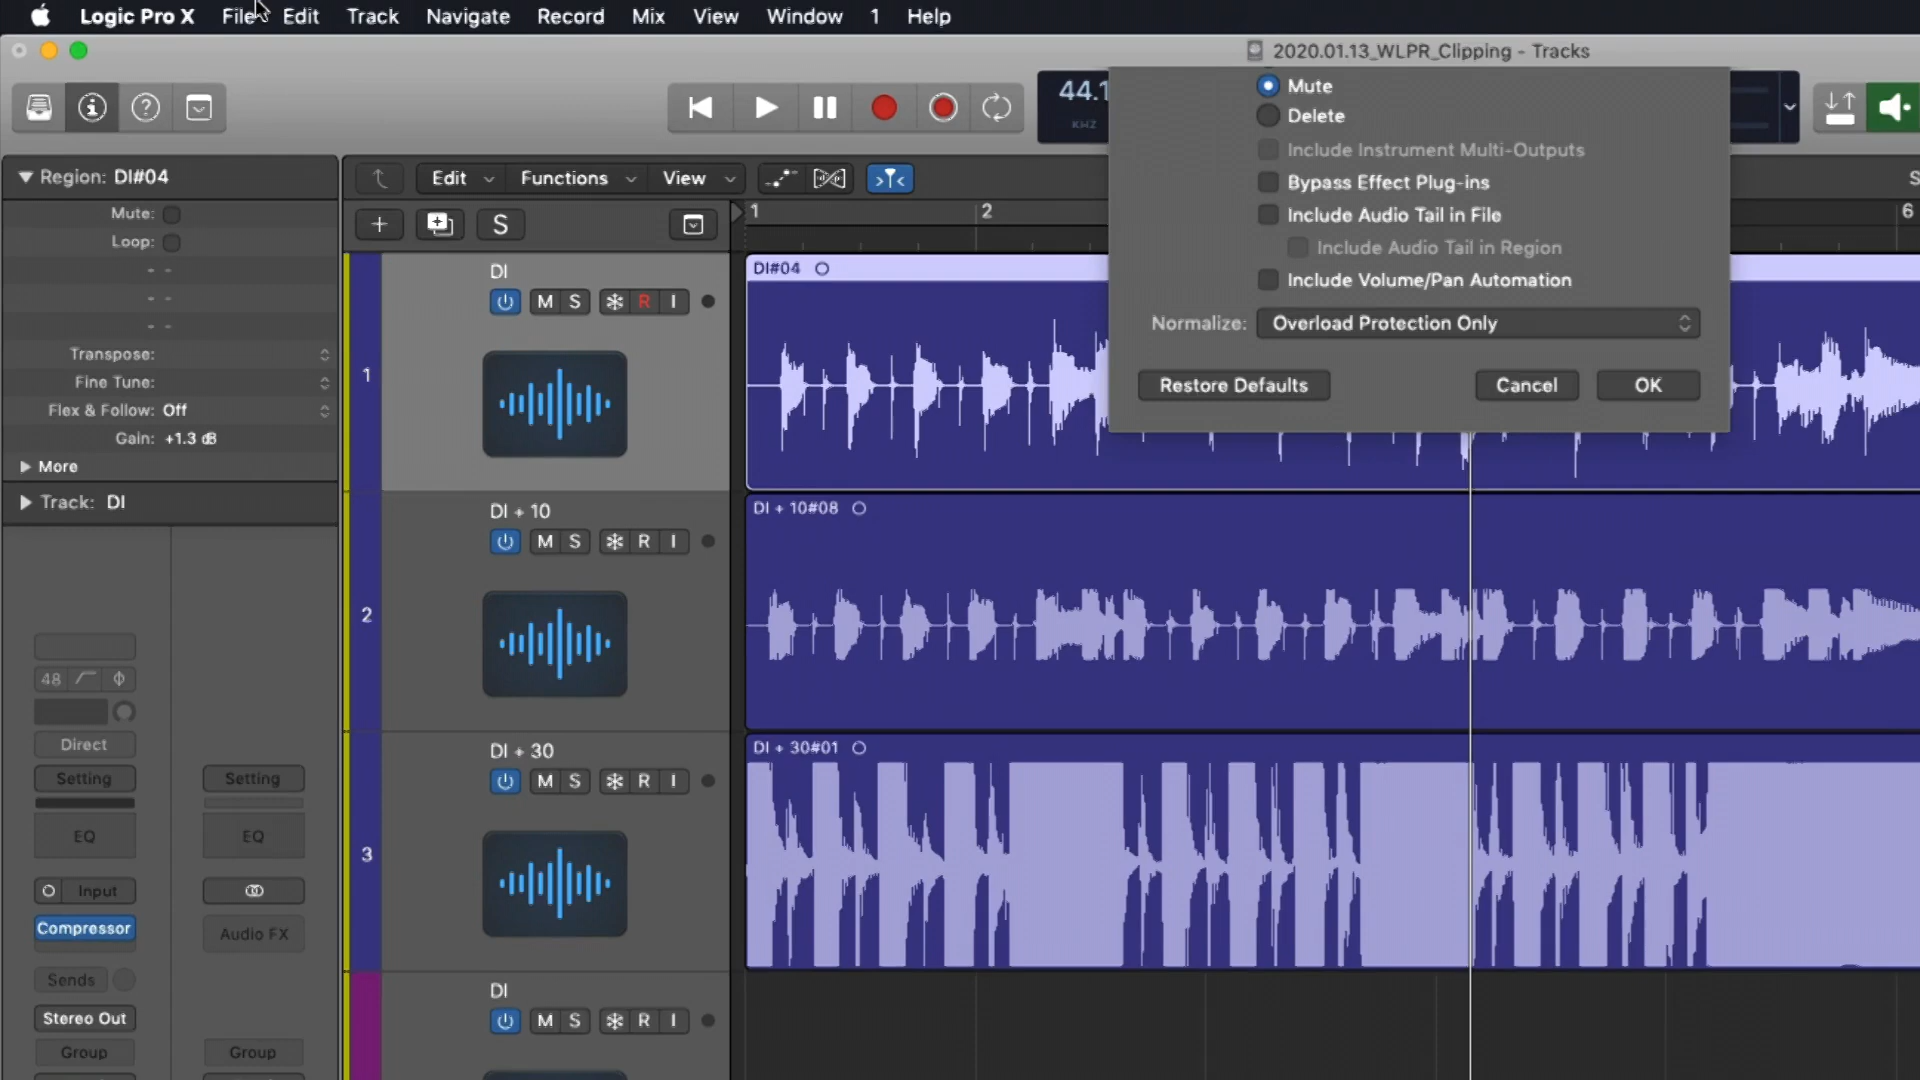 Logic Pro X File Edit Track Navigate Record Mix View Window 1 Help
2020.01.13_WLPR_Clipping - Tracks
44.1
KHZ
Mute
Delete
Include Instrument Multi-Outputs
Bypass Effect Plug-ins
Include Audio Tail in File
Include Audio Tail in Region
Include Volume/Pan Automation
Normalize: Overload Protection Only
Restore Defaults Cancel OK
Region: DI#04
Mute:
Loop:
- -
- -
- -
Transpose:
Fine Tune:
Flex & Follow: Off
Gain: +1.3 dB
More
Track: DI
48
Direct
Setting Setting
EQ EQ
Input
Compressor
Audio FX
Sends
Stereo Out
Group Group
Edit Functions View
S
1 2 6
1
DI
M S R I
DI#04
2
DI + 10
M S R I
DI + 10#08
3
DI + 30
M S R I
DI + 30#01
DI
M S R I